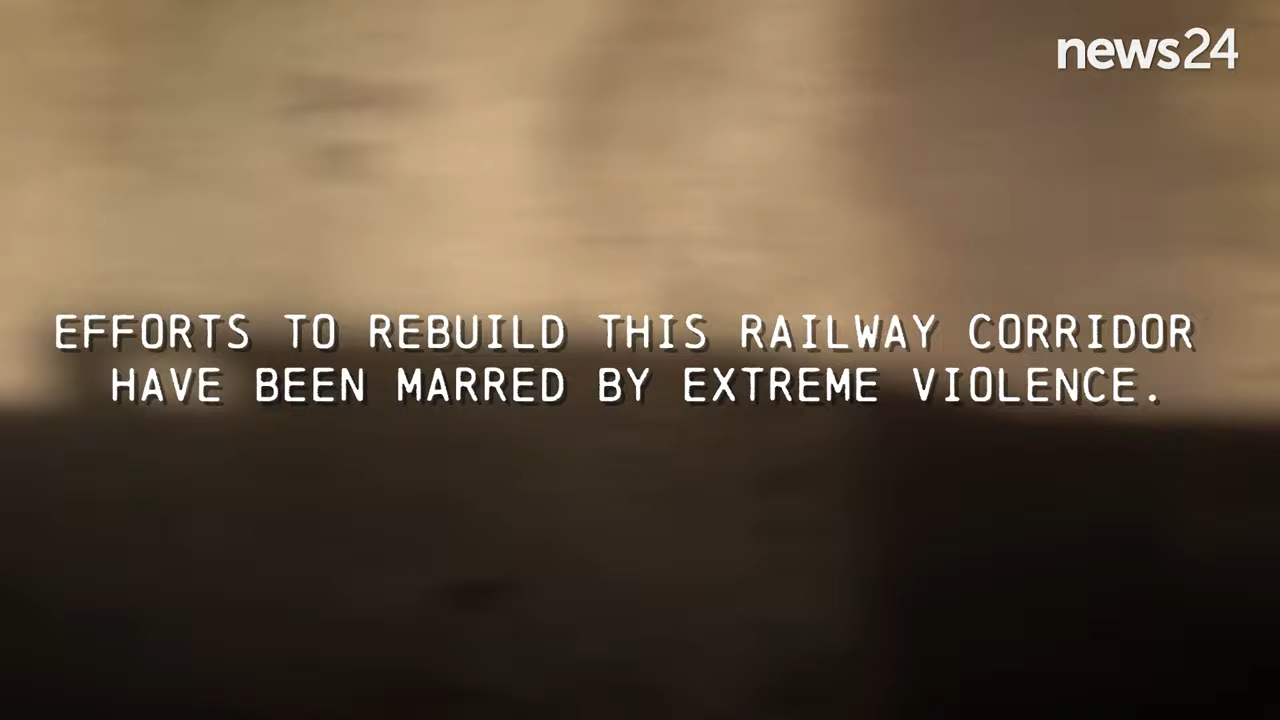 news24
EFFORTS TO REBUILD THIS RAILWAY CORRIDOR
HAVE BEEN MARRED BY EXTREME VIOLENCE.